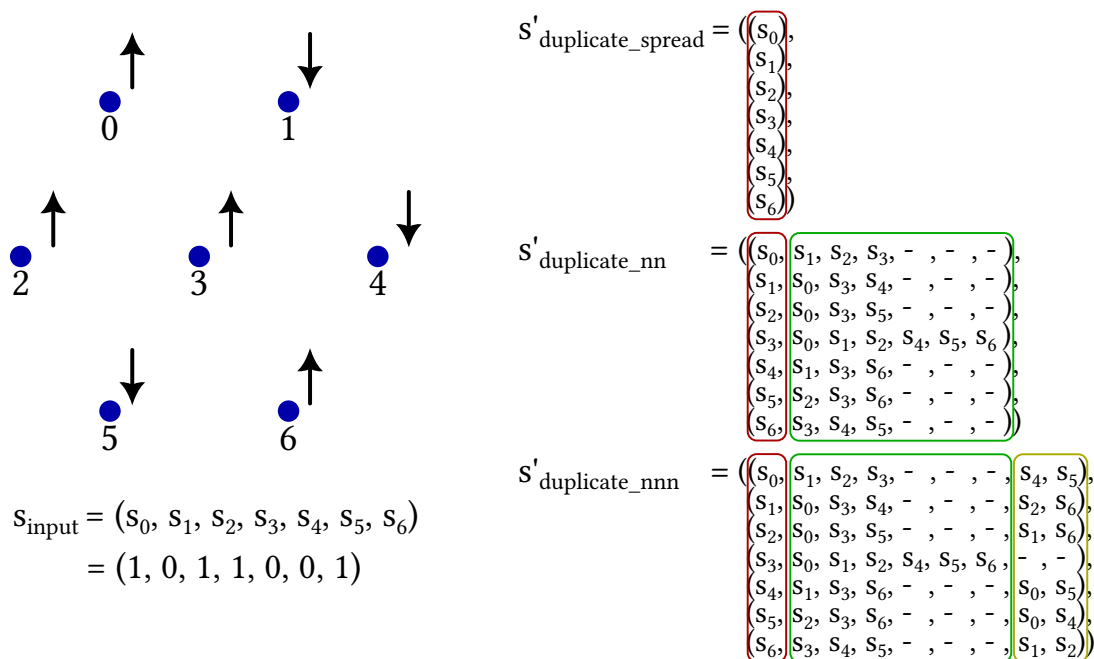 0 1
2 3 4
5 6
s_input = (s_0, s_1, s_2, s_3, s_4, s_5, s_6)
= (1, 0, 1, 1, 0, 0, 1)
s'_duplicate_spread = ((s_0),
(s_1),
(s_2),
(s_3),
(s_4),
(s_5),
(s_6))
s'_duplicate_nn = ((s_0, s_1, s_2, s_3, - , - , - ),
(s_1, s_0, s_3, s_4, - , - , - ),
(s_2, s_0, s_3, s_5, - , - , - ),
(s_3, s_0, s_1, s_2, s_4, s_5, s_6 ),
(s_4, s_1, s_3, s_6, - , - , - ),
(s_5, s_2, s_3, s_6, - , - , - ),
(s_6, s_3, s_4, s_5, - , - , - ))
s'_duplicate_nnn = ((s_0, s_1, s_2, s_3, - , - , - , s_4, s_5),
(s_1, s_0, s_3, s_4, - , - , - , s_2, s_6),
(s_2, s_0, s_3, s_5, - , - , - , s_1, s_6),
(s_3, s_0, s_1, s_2, s_4, s_5, s_6 , - , - ),
(s_4, s_1, s_3, s_6, - , - , - , s_0, s_5),
(s_5, s_2, s_3, s_6, - , - , - , s_0, s_4),
(s_6, s_3, s_4, s_5, - , - , - , s_1, s_2))